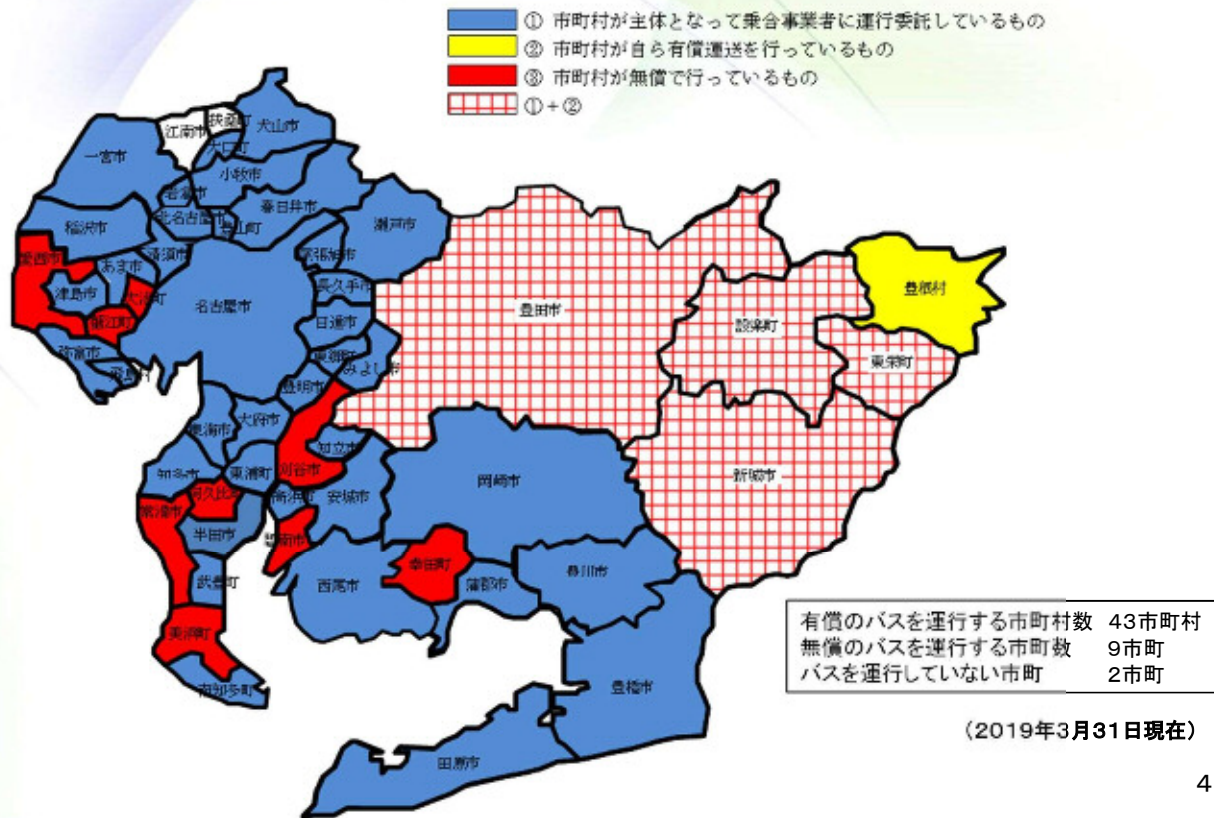 ① 市町村が主体となって乗合事業者に運行委託しているもの
② 市町村が自ら有償運送を行っているもの
③ 市町村が無償で行っているもの
①+②
江南市
扶桑町
犬山市
大口町
一宮市
小牧市
岩倉市
春日井市
北名古屋市
豊山町
稲沢市
瀬戸市
清須市
尾張旭市
愛西市
あま市
津島市
大治町
長久手市
名古屋市
豊田市
豊根村
蟹江町
日進市
設楽町
弥富市
東郷町
みよし市
東栄町
飛島村
豊明市
大府市
東海市
知立市
知多市
東浦町
刈谷市
岡崎市
新城市
阿久比町
高浜市
安城市
常滑市
半田市
碧南市
幸田町
豊川市
武豊町
西尾市
蒲郡市
美浜町
南知多町
豊橋市
田原市
有償のバスを運行する市町村数 43市町村
無償のバスを運行する市町数 9市町
バスを運行していない市町 2市町
(2019年3月31日現在)
4